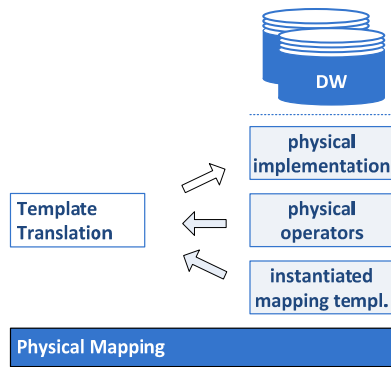 DW
physical
implementation
Template
Translation
physical
operators
instantiated
mapping templ.
Physical Mapping